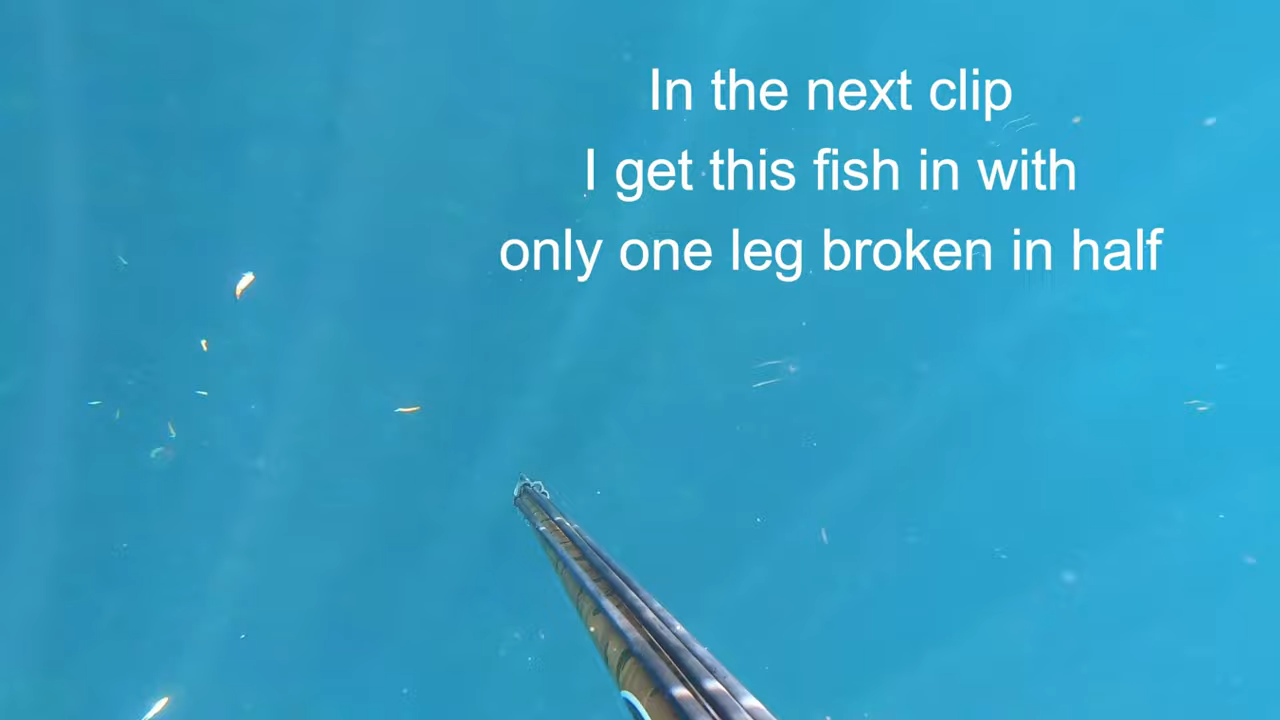 In the next clip
I get this fish in with
only one leg broken in half